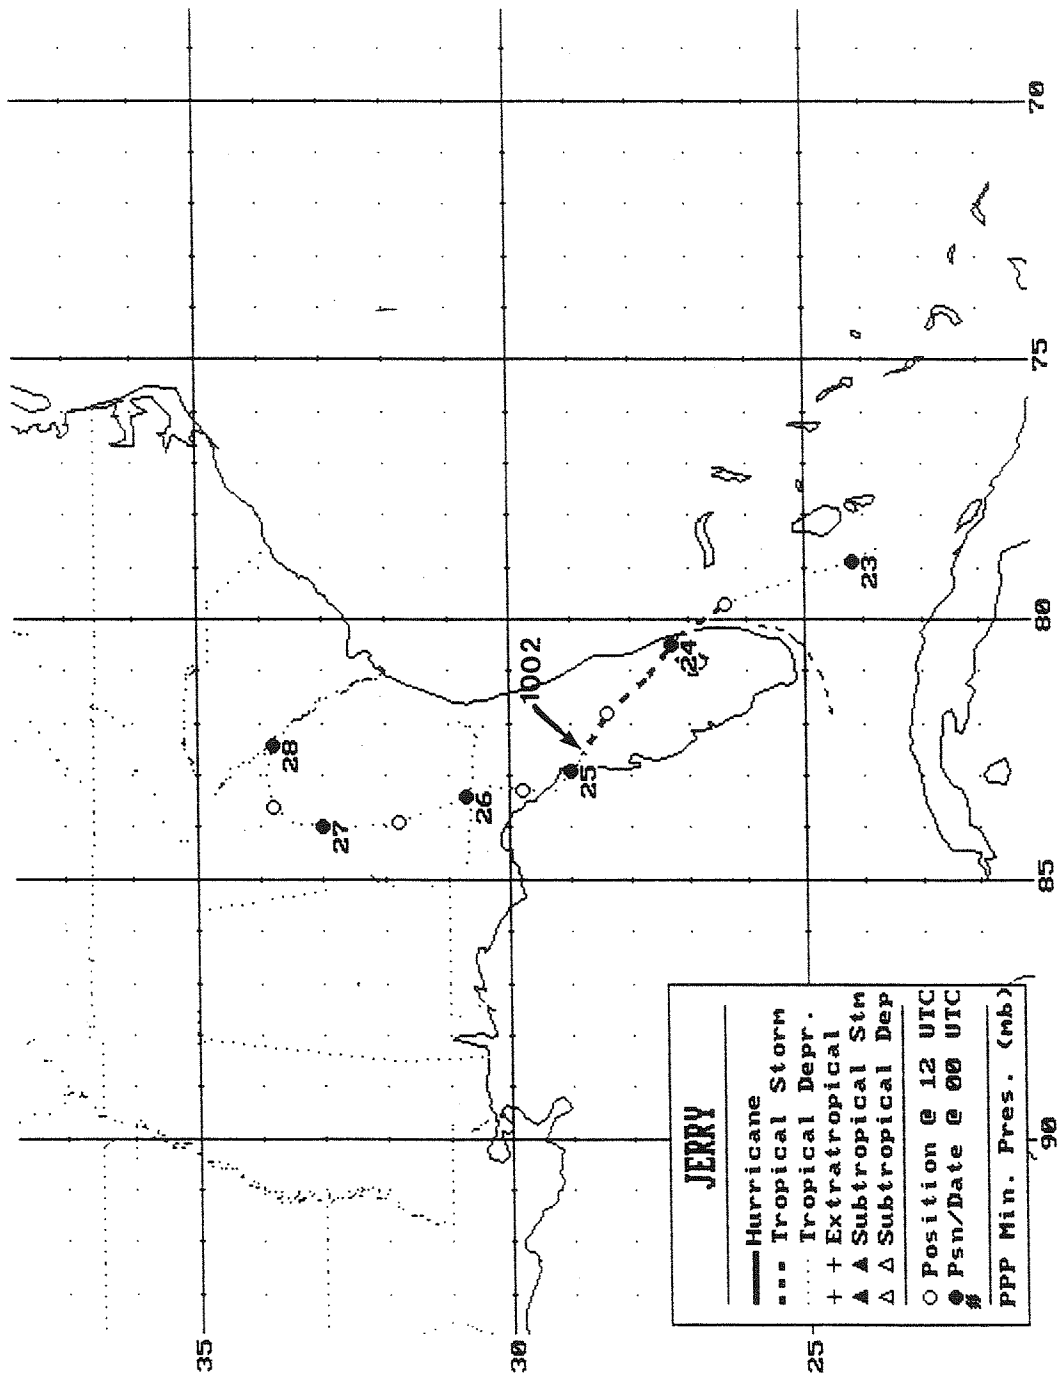 JERRY
Hurricane
Tropical Storm
Tropical Depr.
+ + Extratropical
▲ ▲ Subtropical Stm
△ △ Subtropical Dep
○ Position @ 12 UTC
● Psn/Date @ 00 UTC
#
PPP Min. Pres. (mb)
35
30
25
70
75
80
85
90
1002
23
24
25
26
27
28